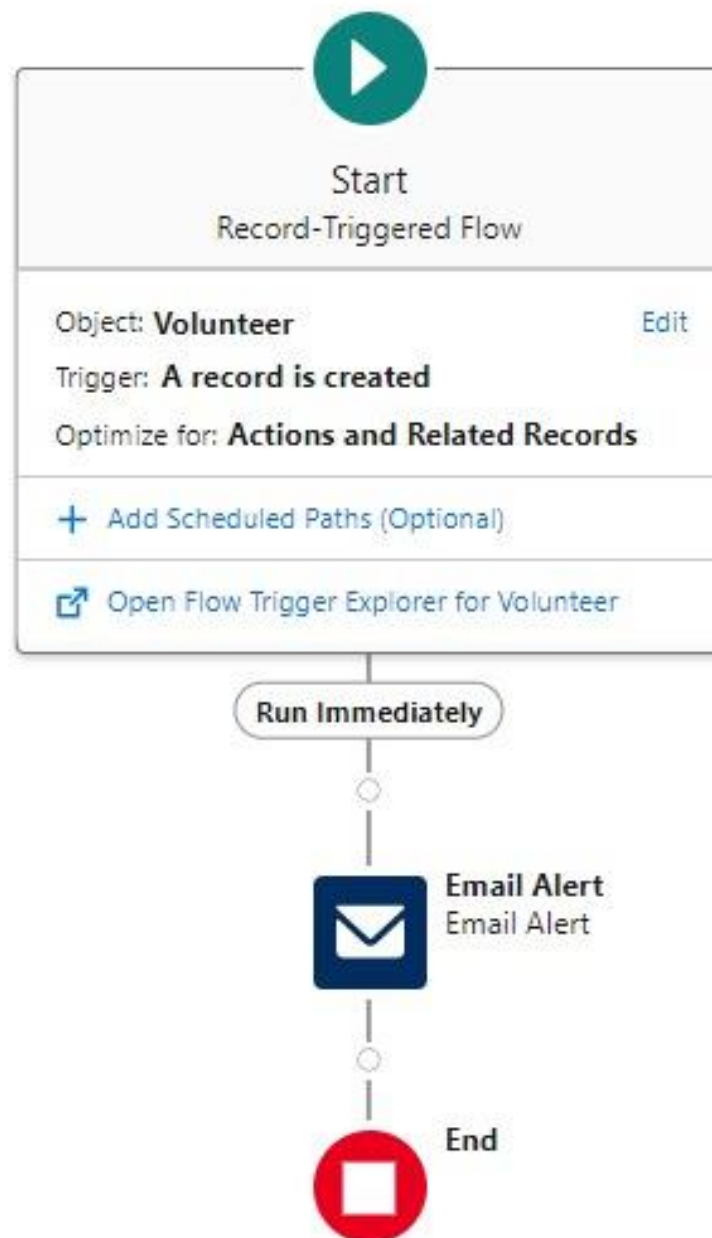 Start
Record-Triggered Flow
Object: Volunteer Edit
Trigger: A record is created
Optimize for: Actions and Related Records
+ Add Scheduled Paths (Optional)
Open Flow Trigger Explorer for Volunteer
Run Immediately
Email Alert
Email Alert
End